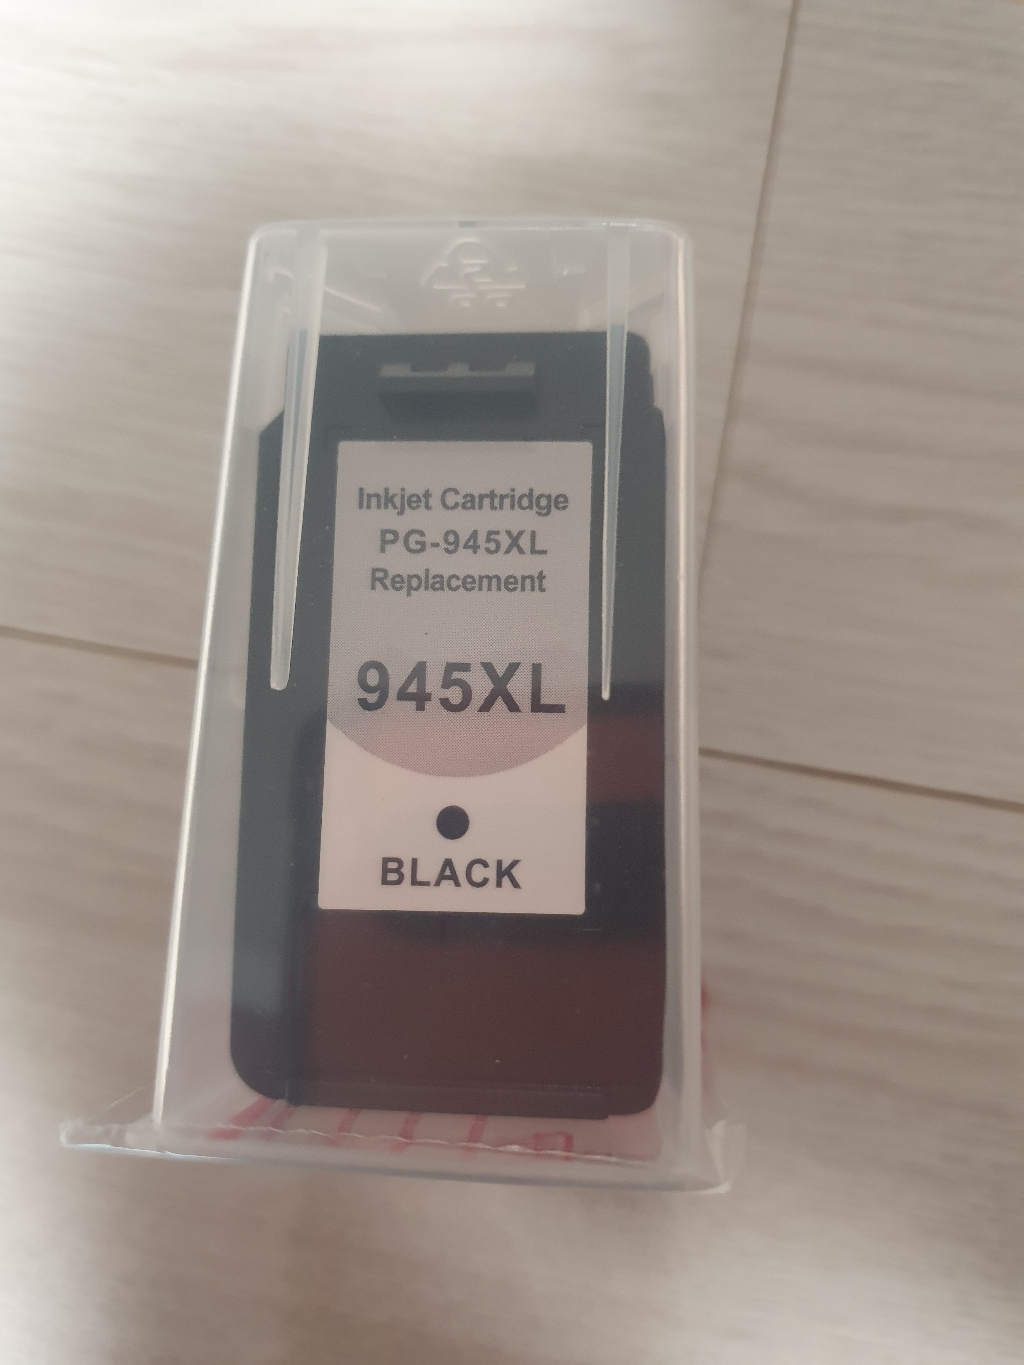 Inkjet Cartridge
PG-945XL
Replacement
945XL
BLACK